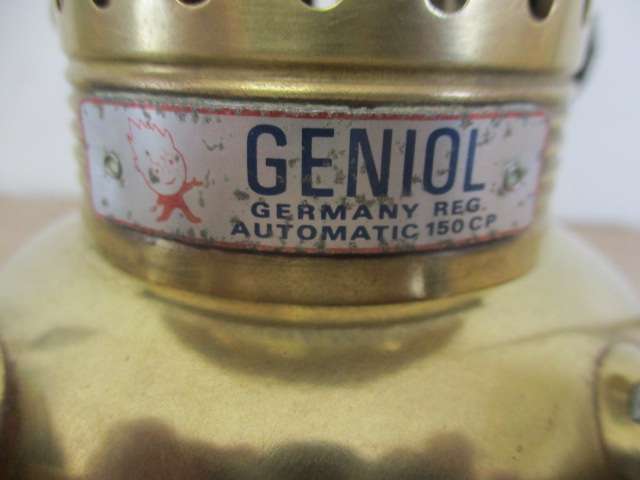 GENIOL
GERMANY REG.
AUTOMATIC 150 CP